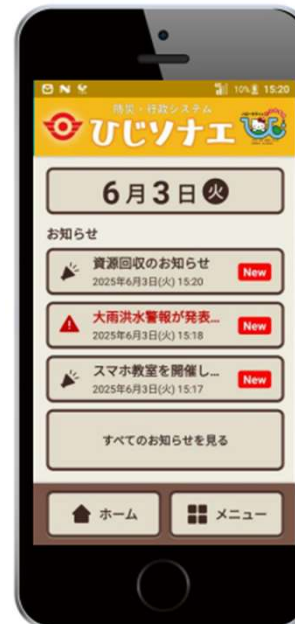 10% 15:20
防災・行政システム
ひじソナエ
6月3日火
お知らせ
資源回収のお知らせ
2025年6月3日(火) 15:20
New
大雨洪水警報が発表...
2025年6月3日(火) 15:18
New
スマホ教室を開催し...
2025年6月3日(火) 15:17
New
すべてのお知らせを見る
ホーム
メニュー